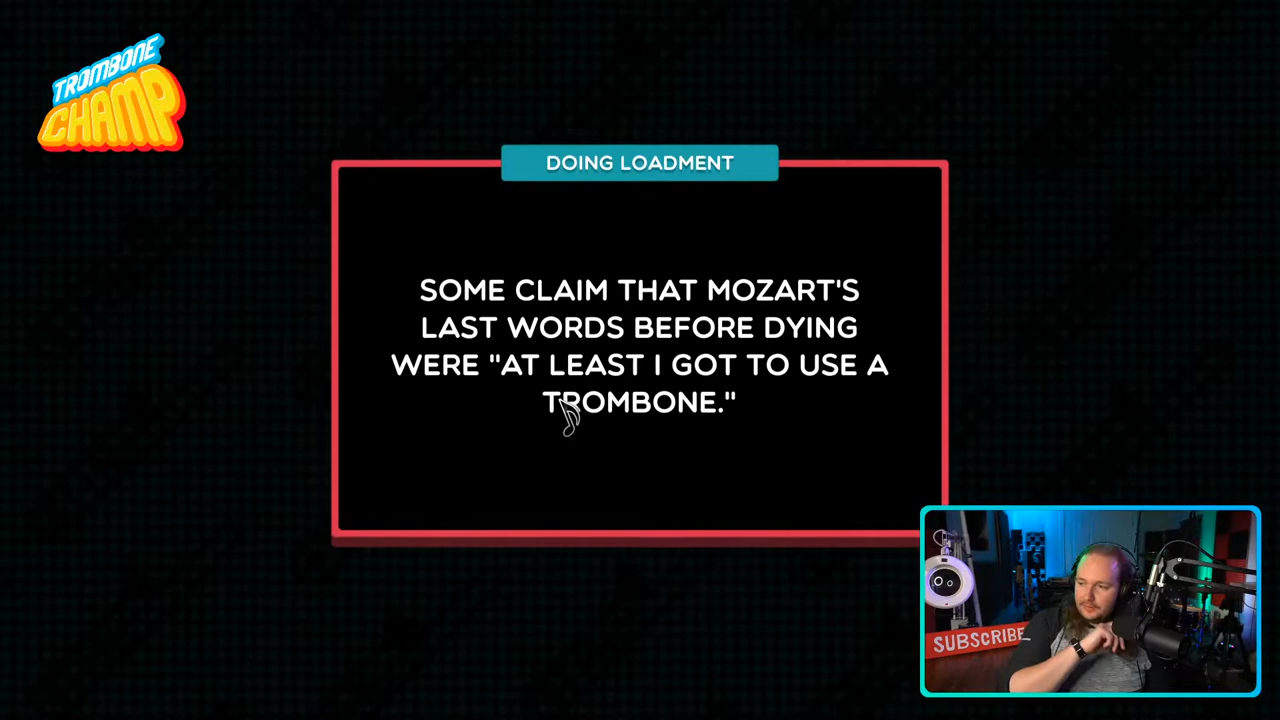 TROMBONE
CHAMP
DOING LOADMENT
SOME CLAIM THAT MOZART'S
LAST WORDS BEFORE DYING
WERE "AT LEAST I GOT TO USE A
TROMBONE."
SUBSCRIBE